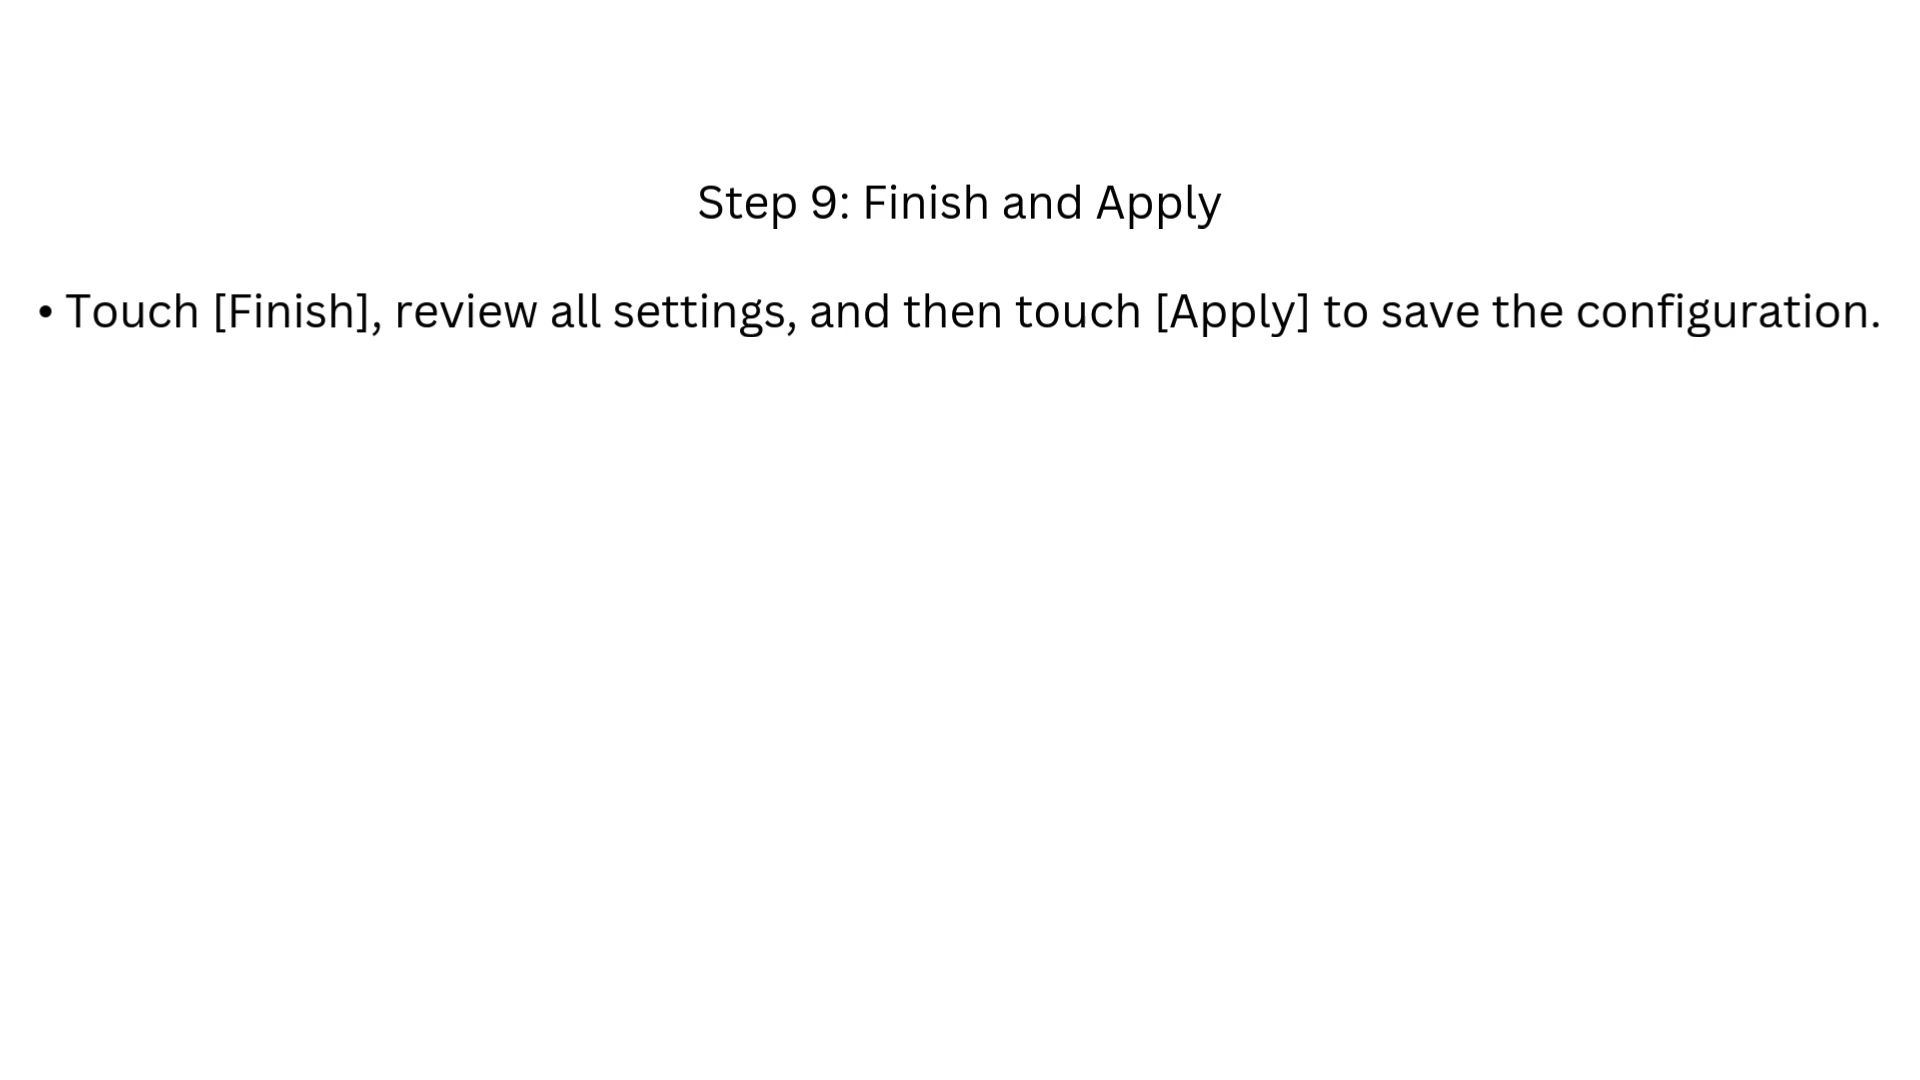 Step 9: Finish and Apply
• Touch [Finish], review all settings, and then touch [Apply] to save the configuration.